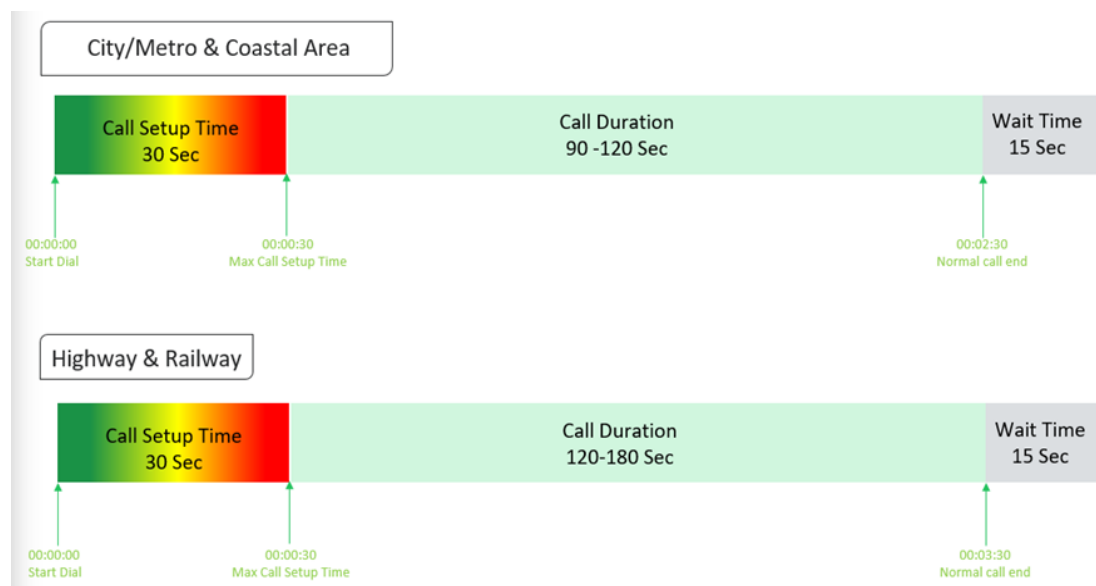 City/Metro & Coastal Area
Call Setup Time
30 Sec
Call Duration
90 -120 Sec
Wait Time
15 Sec
00:00:00
Start Dial
00:00:30
Max Call Setup Time
00:02:30
Normal call end
Highway & Railway
Call Setup Time
30 Sec
Call Duration
120-180 Sec
Wait Time
15 Sec
00:00:00
Start Dial
00:00:30
Max Call Setup Time
00:03:30
Normal call end